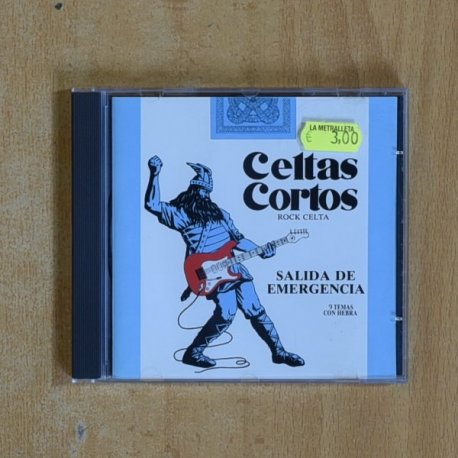 LA METRALLETA
€ 3,00
Celtas
Cortos
ROCK CELTA
SALIDA DE
EMERGENCIA
9 TEMAS
CON HEBRA